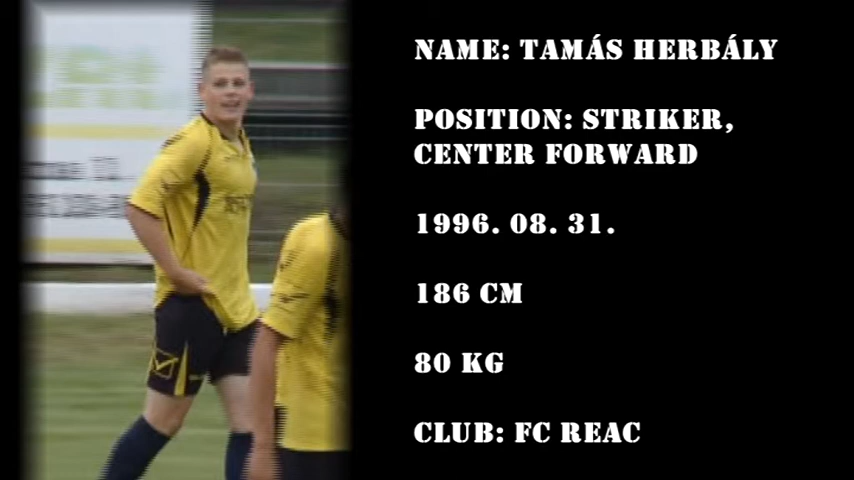 NAME: TAMÁS HERBÁLY
POSITION: STRIKER,
CENTER FORWARD
1996. 08. 31.
186 CM
80 KG
CLUB: FC REAC